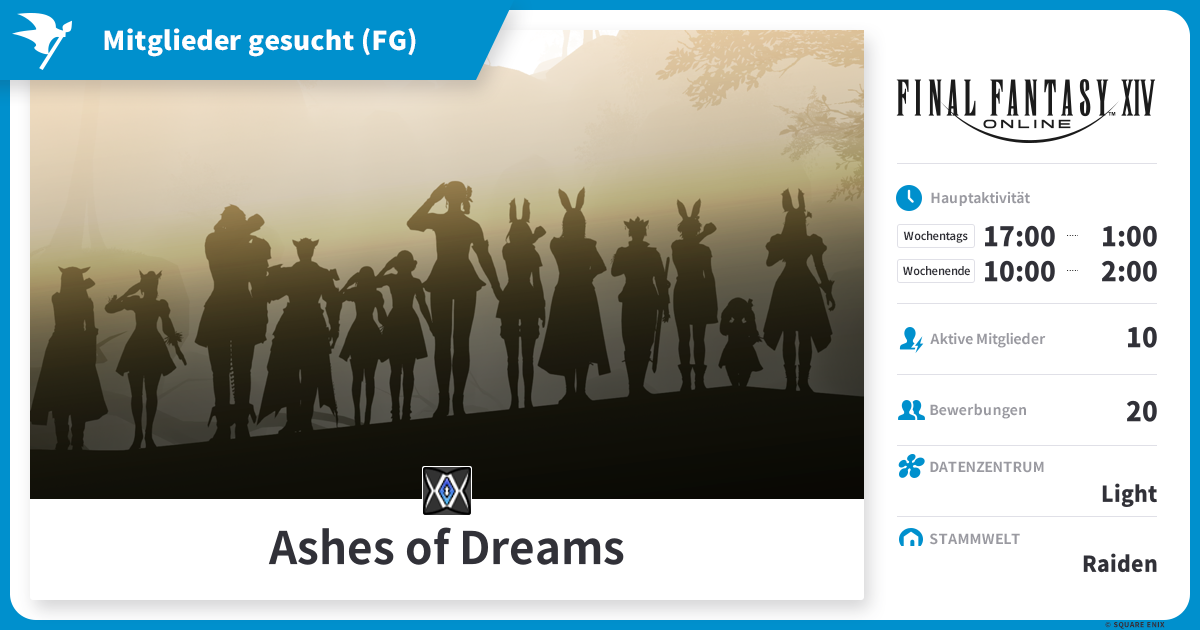 Mitglieder gesucht (FG)
FINAL FANTASY XIV
ONLINE
TM
Hauptaktivität
Wochentags 17:00 ····· 1:00
Wochenende 10:00 ····· 2:00
Aktive Mitglieder 10
Bewerbungen 20
DATENZENTRUM
Light
STAMMWELT
Raiden
Ashes of Dreams
© SQUARE ENIX